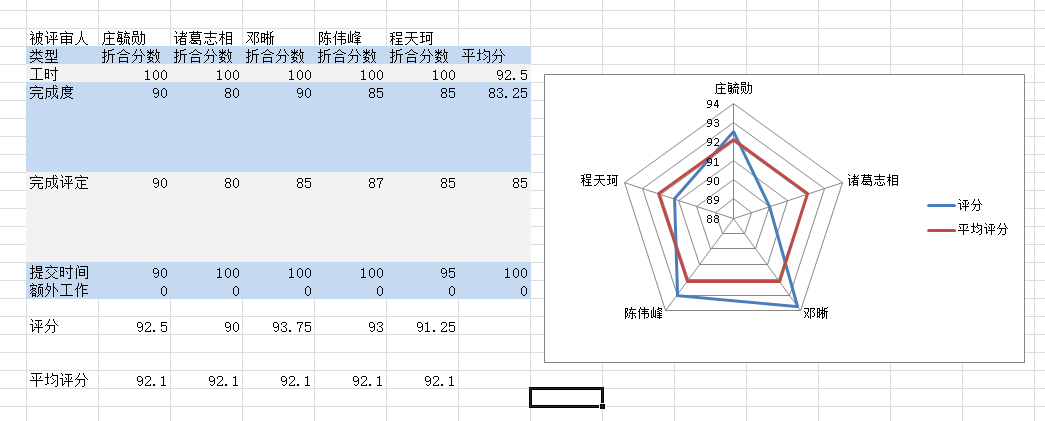 被评审人 庄毓勋 诸葛志相 邓晰 陈伟峰 程天珂
类型 折合分数 折合分数 折合分数 折合分数 折合分数 平均分
工时 100 100 100 100 100 92.5
完成度 90 80 90 85 85 83.25
完成评定 90 80 85 87 85 85
提交时间 90 100 100 100 95 100
额外工作 0 0 0 0 0 0
评分 92.5 90 93.75 93 91.25
平均评分 92.1 92.1 92.1 92.1 92.1
庄毓勋
94
93
92
91
90
89
88
程天珂
诸葛志相
陈伟峰
邓晰
评分
平均评分